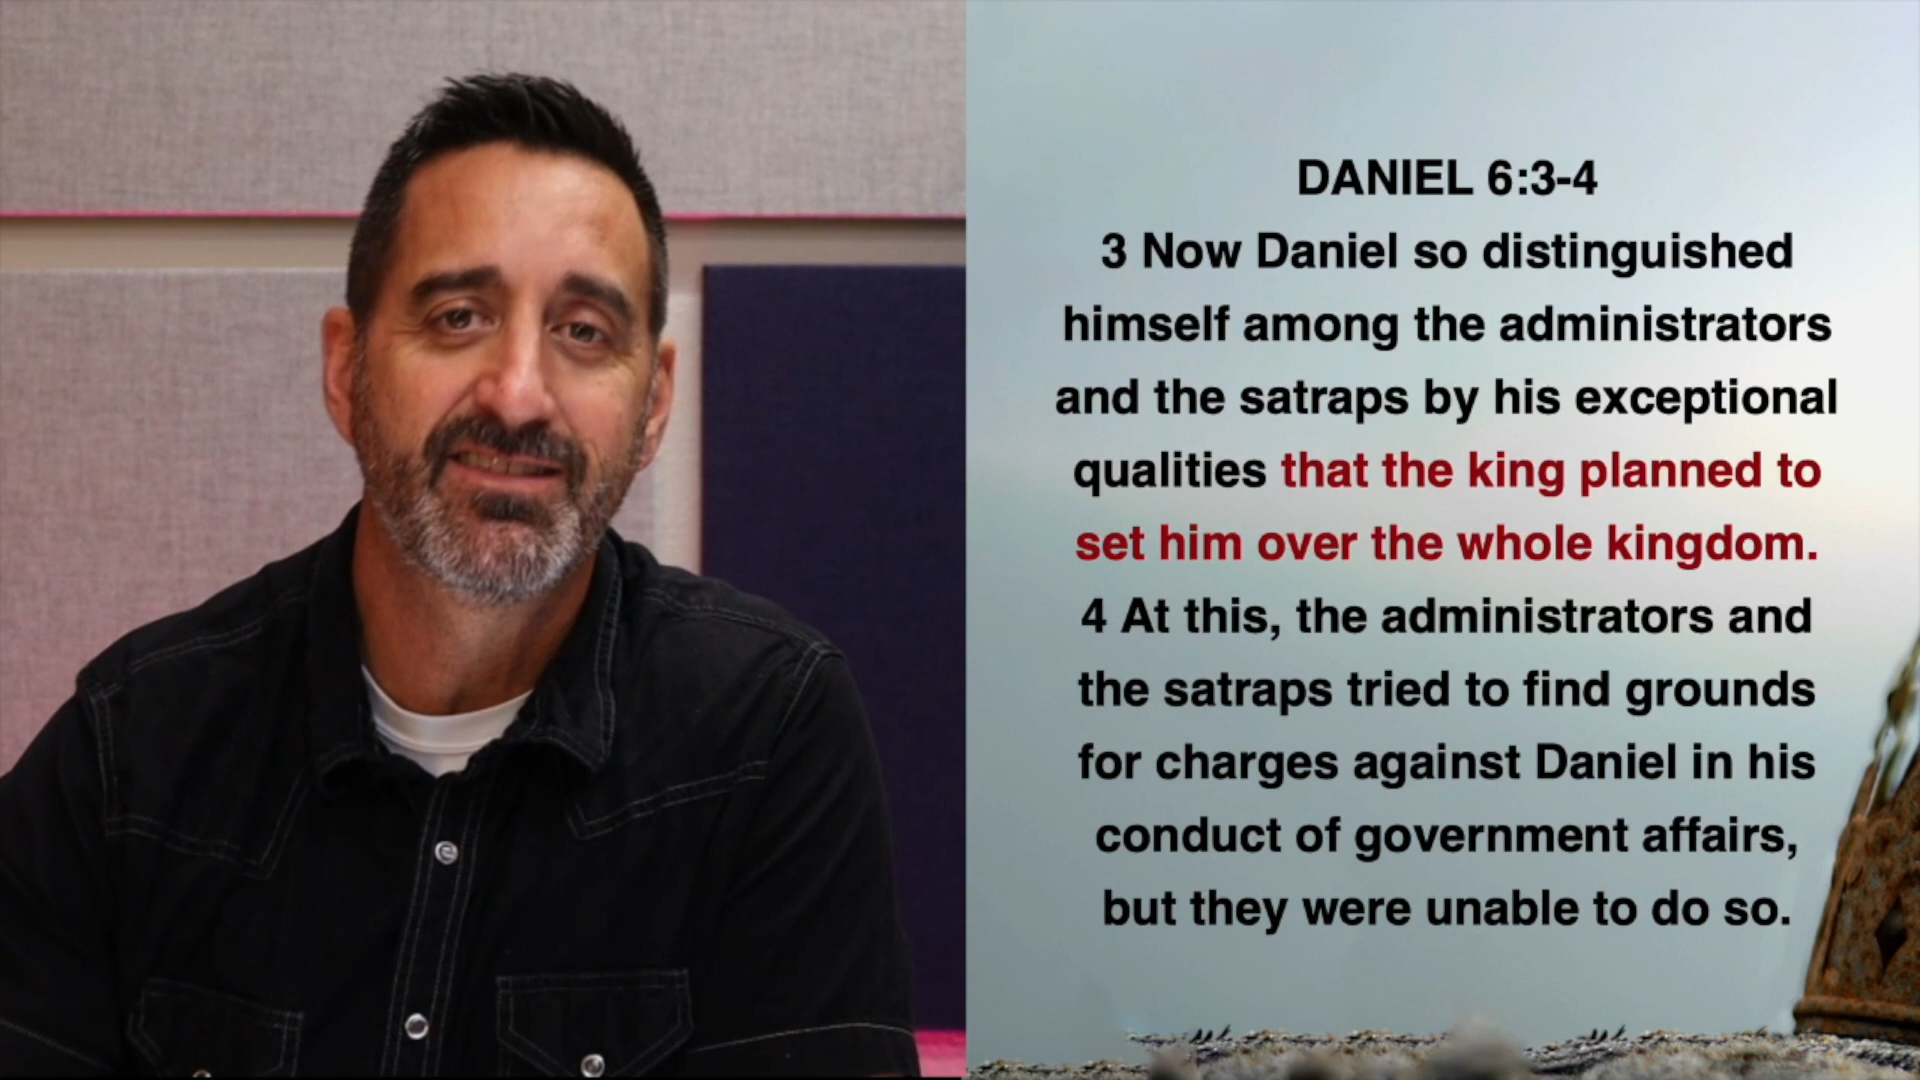 DANIEL 6:3-4
3 Now Daniel so distinguished
himself among the administrators
and the satraps by his exceptional
qualities that the king planned to
set him over the whole kingdom.
4 At this, the administrators and
the satraps tried to find grounds
for charges against Daniel in his
conduct of government affairs,
but they were unable to do so.